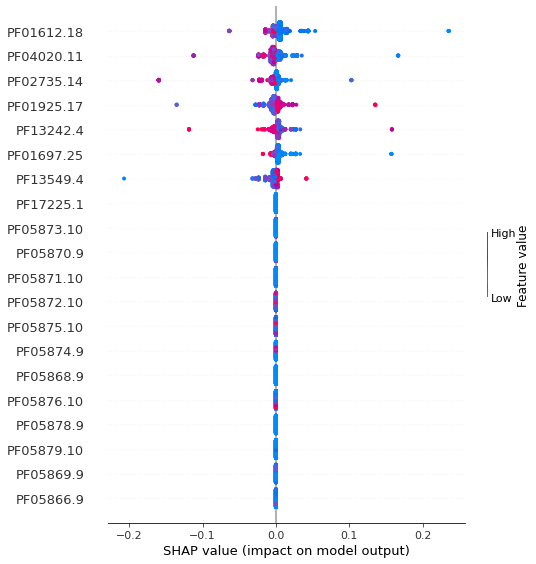 PF01612.18
PF04020.11
PF02735.14
PF01925.17
PF13242.4
PF01697.25
PF13549.4
PF17225.1
PF05873.10
PF05870.9
PF05871.10
PF05872.10
PF05875.10
PF05874.9
PF05868.9
PF05876.10
PF05878.9
PF05879.10
PF05869.9
PF05866.9
−0.2 −0.1 0.0 0.1 0.2
SHAP value (impact on model output)
High
Low
Feature value